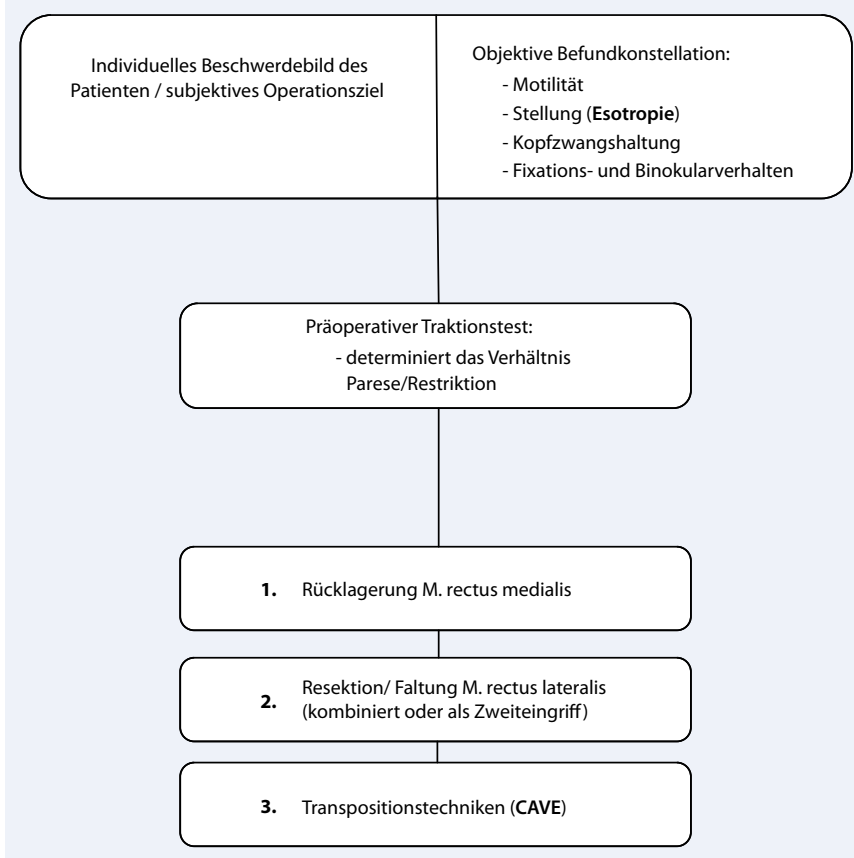 Individuelles Beschwerdebild des
Patienten / subjektives Operationsziel
Objektive Befundkonstellation:
- Motilität
- Stellung (Esotropie)
- Kopfzwangshaltung
- Fixations- und Binokularverhalten
Präoperativer Traktionstest:
- determiniert das Verhältnis
Parese/Restriktion
1. Rücklagerung M. rectus medialis
2. Resektion/ Faltung M. rectus lateralis
(kombiniert oder als Zweiteingriff)
3. Transpositionstechniken (CAVE)